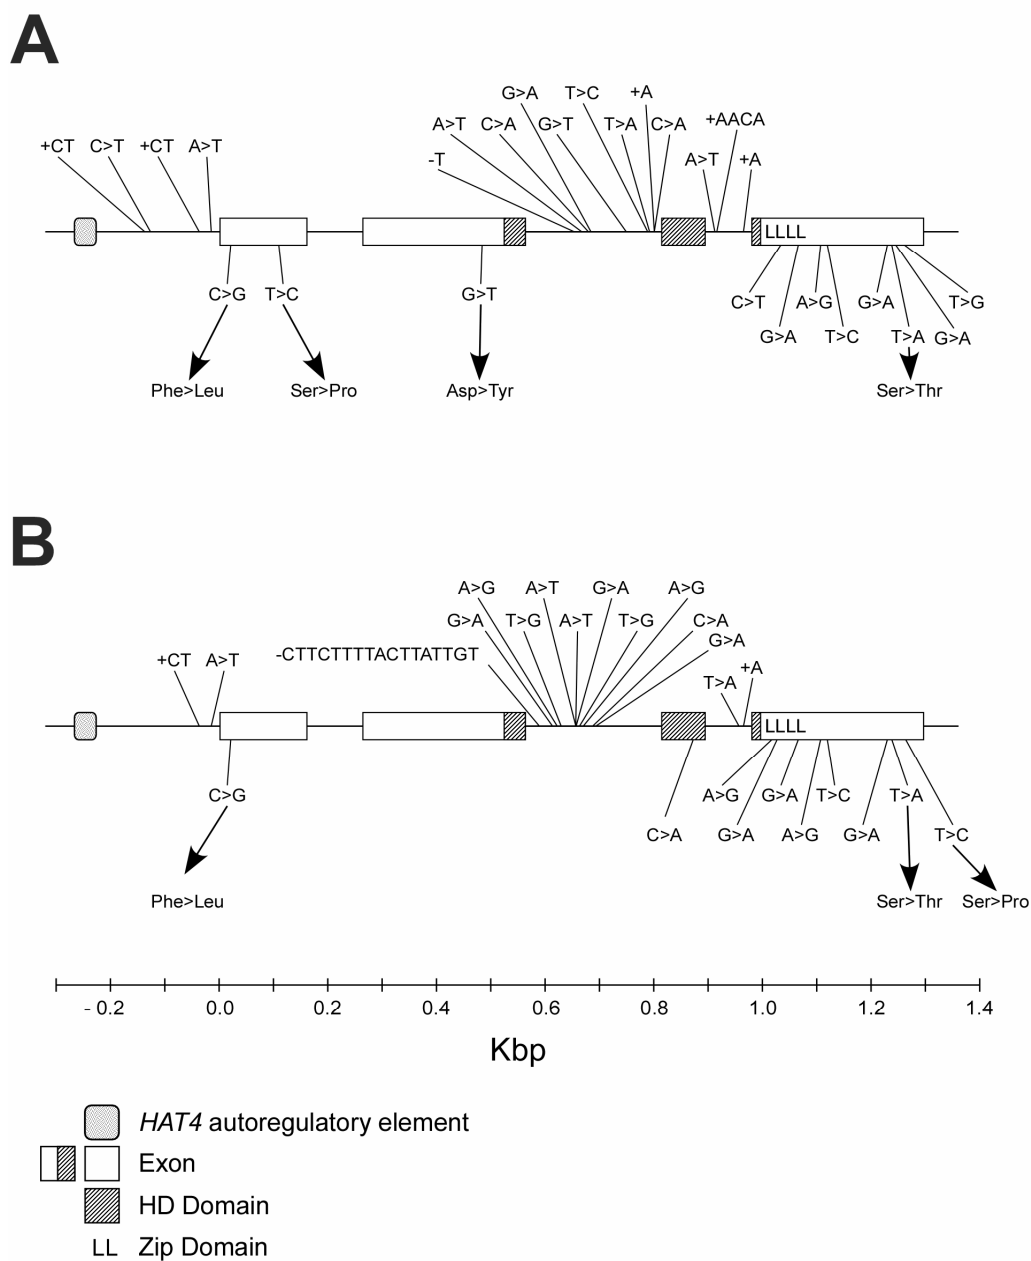 A
G>A T>C +A
A>T C>A G>T T>A C>A +AACA
+CT C>T +CT A>T -T A>T +A
LLLL
C>G T>C G>T C>T A>G G>A T>G
G>A T>C T>A G>A
Phe>Leu Ser>Pro Asp>Tyr Ser>Thr
B
A>G A>T G>A A>G
G>A T>G A>T T>G C>A
G>A
+CT A>T -CTTCTTTTACTTATTGT T>A +A
LLLL
C>G A>G G>A T>C T>A
C>A G>A A>G G>A T>C
Phe>Leu Ser>Thr Ser>Pro
- 0.2 0.0 0.2 0.4 0.6 0.8 1.0 1.2 1.4
Kbp
HAT4 autoregulatory element
Exon
HD Domain
LL Zip Domain